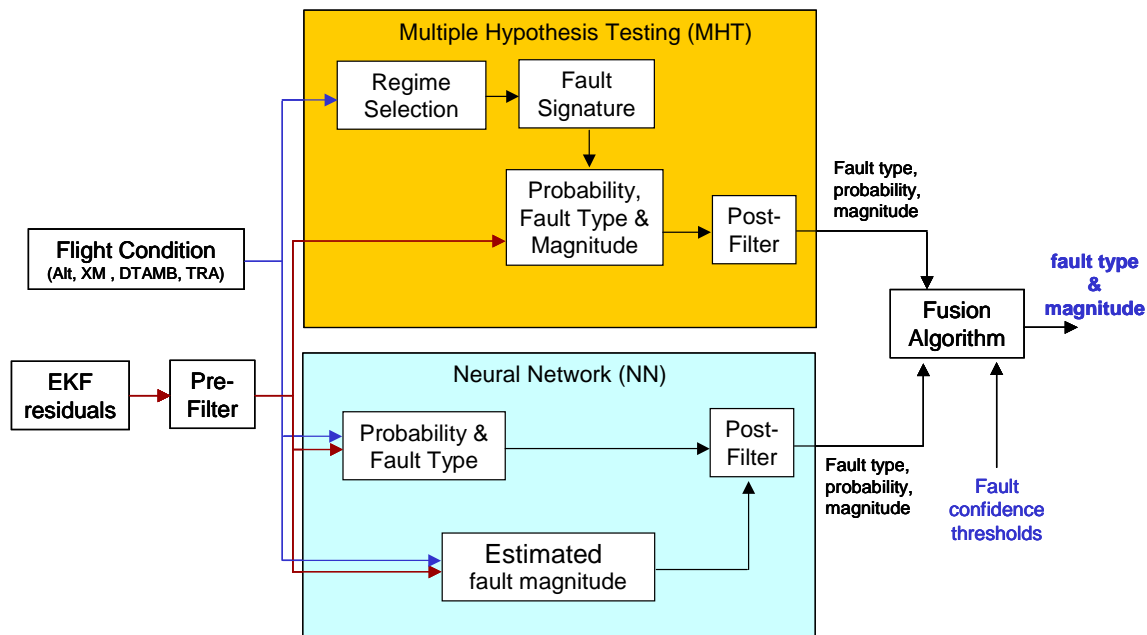 Multiple Hypothesis Testing (MHT)
Regime
Selection
Fault
Signature
Probability,
Fault Type &
Magnitude
Post-
Filter
Fault type,
probability,
magnitude
Flight Condition
(Alt, XM , DTAMB, TRA)
fault type
&
magnitude
Fusion
Algorithm
EKF
residuals
Pre-
Filter
Neural Network (NN)
Probability &
Fault Type
Post-
Filter
Fault type,
probability,
magnitude
Fault
confidence
thresholds
Estimated
fault magnitude